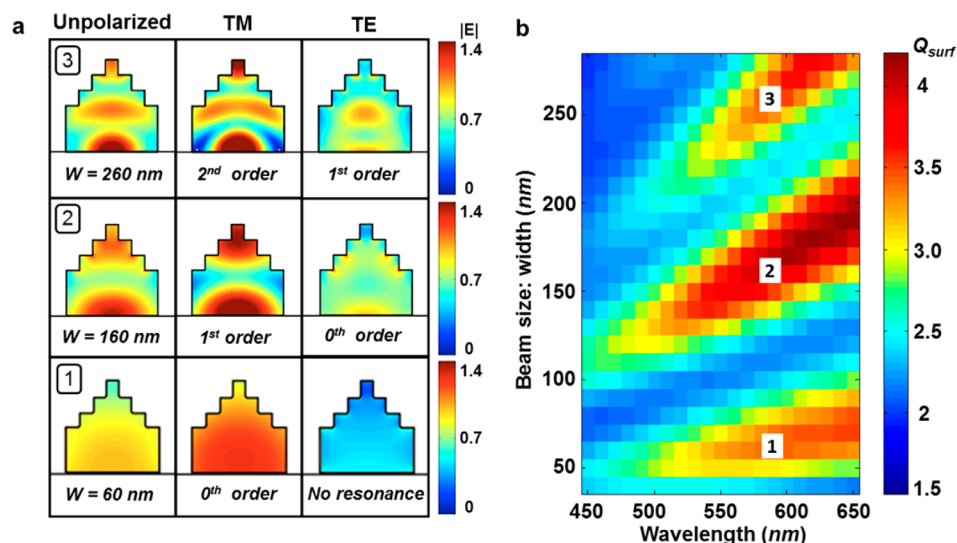 a
Unpolarized TM TE |E|
3
1.4
0.7
0
W = 260 nm 2nd order 1st order
2
1.4
0.7
0
W = 160 nm 1st order 0th order
1
1.4
0.7
0
W = 60 nm 0th order No resonance
b
Qsurf
Beam size: width (nm)
250
200
150
100
50
3
2
1
450 500 550 600 650
Wavelength (nm)
4
3.5
3.0
2.5
2
1.5